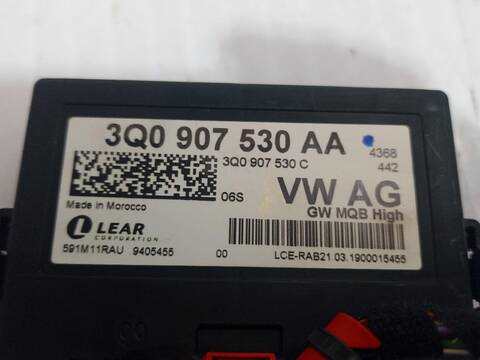 3Q0 907 530 AA
4368
3Q0 907 530 C
442
06S
VW AG
Made in Morocco
GW MQB High
L LEAR
CORPORATION
591M11RAU 9405455
00
LCE-RAB21.03.1900015455